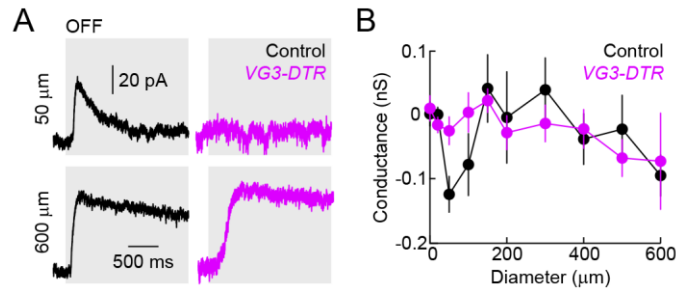 A
OFF
Control
VG3-DTR
50 μm
20 pA
600 μm
500 ms
B
Control
VG3-DTR
Conductance (nS)
0.1
0
-0.1
-0.2
0 200 400 600
Diameter (μm)